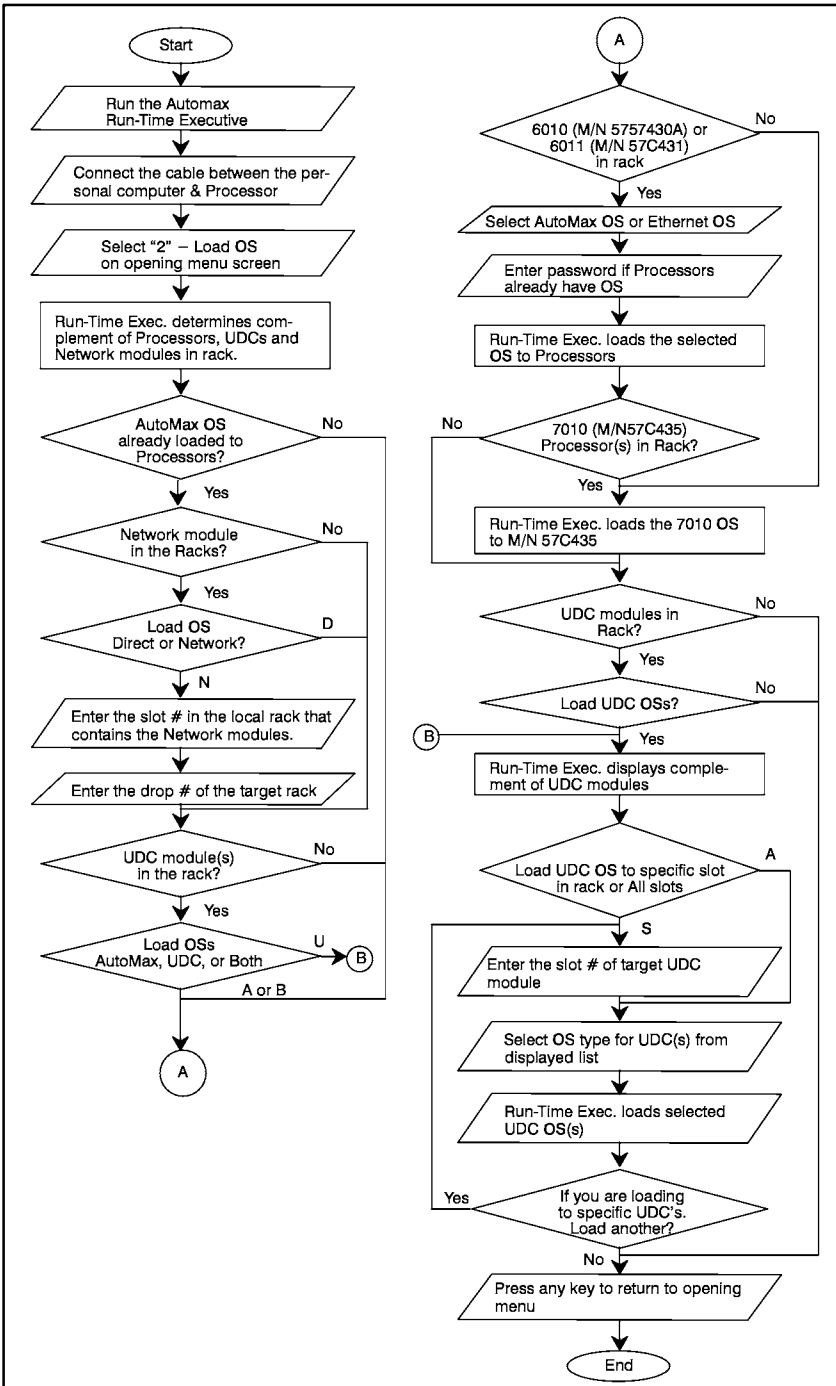 Start
Run the Automax
Run-Time Executive
Connect the cable between the per-
sonal computer & Processor
Select “2” – Load OS
on opening menu screen
Run-Time Exec. determines com-
plement of Processors, UDCs and
Network modules in rack.
AutoMax OS
already loaded to
Processors?
No
Yes
Network module
in the Racks?
No
Yes
Load OS
Direct or Network?
D
N
Enter the slot # in the local rack that
contains the Network modules.
Enter the drop # of the target rack
UDC module(s)
in the rack?
No
Yes
Load OSs
AutoMax, UDC, or Both
U
B
A or B
A
A
6010 (M/N 5757430A) or
6011 (M/N 57C431)
in rack
No
Yes
Select AutoMax OS or Ethernet OS
Enter password if Processors
already have OS
Run-Time Exec. loads the selected
OS to Processors
7010 (M/N57C435)
Processor(s) in Rack?
No
Yes
Run-Time Exec. loads the 7010 OS
to M/N 57C435
UDC modules in
Rack?
No
Yes
Load UDC OSs?
No
B
Yes
Run-Time Exec. displays comple-
ment of UDC modules
Load UDC OS to specific slot
in rack or All slots
A
S
Enter the slot # of target UDC
module
Select OS type for UDC(s) from
displayed list
Run-Time Exec. loads selected
UDC OS(s)
Yes
If you are loading
to specific UDC's.
Load another?
No
Press any key to return to opening
menu
End